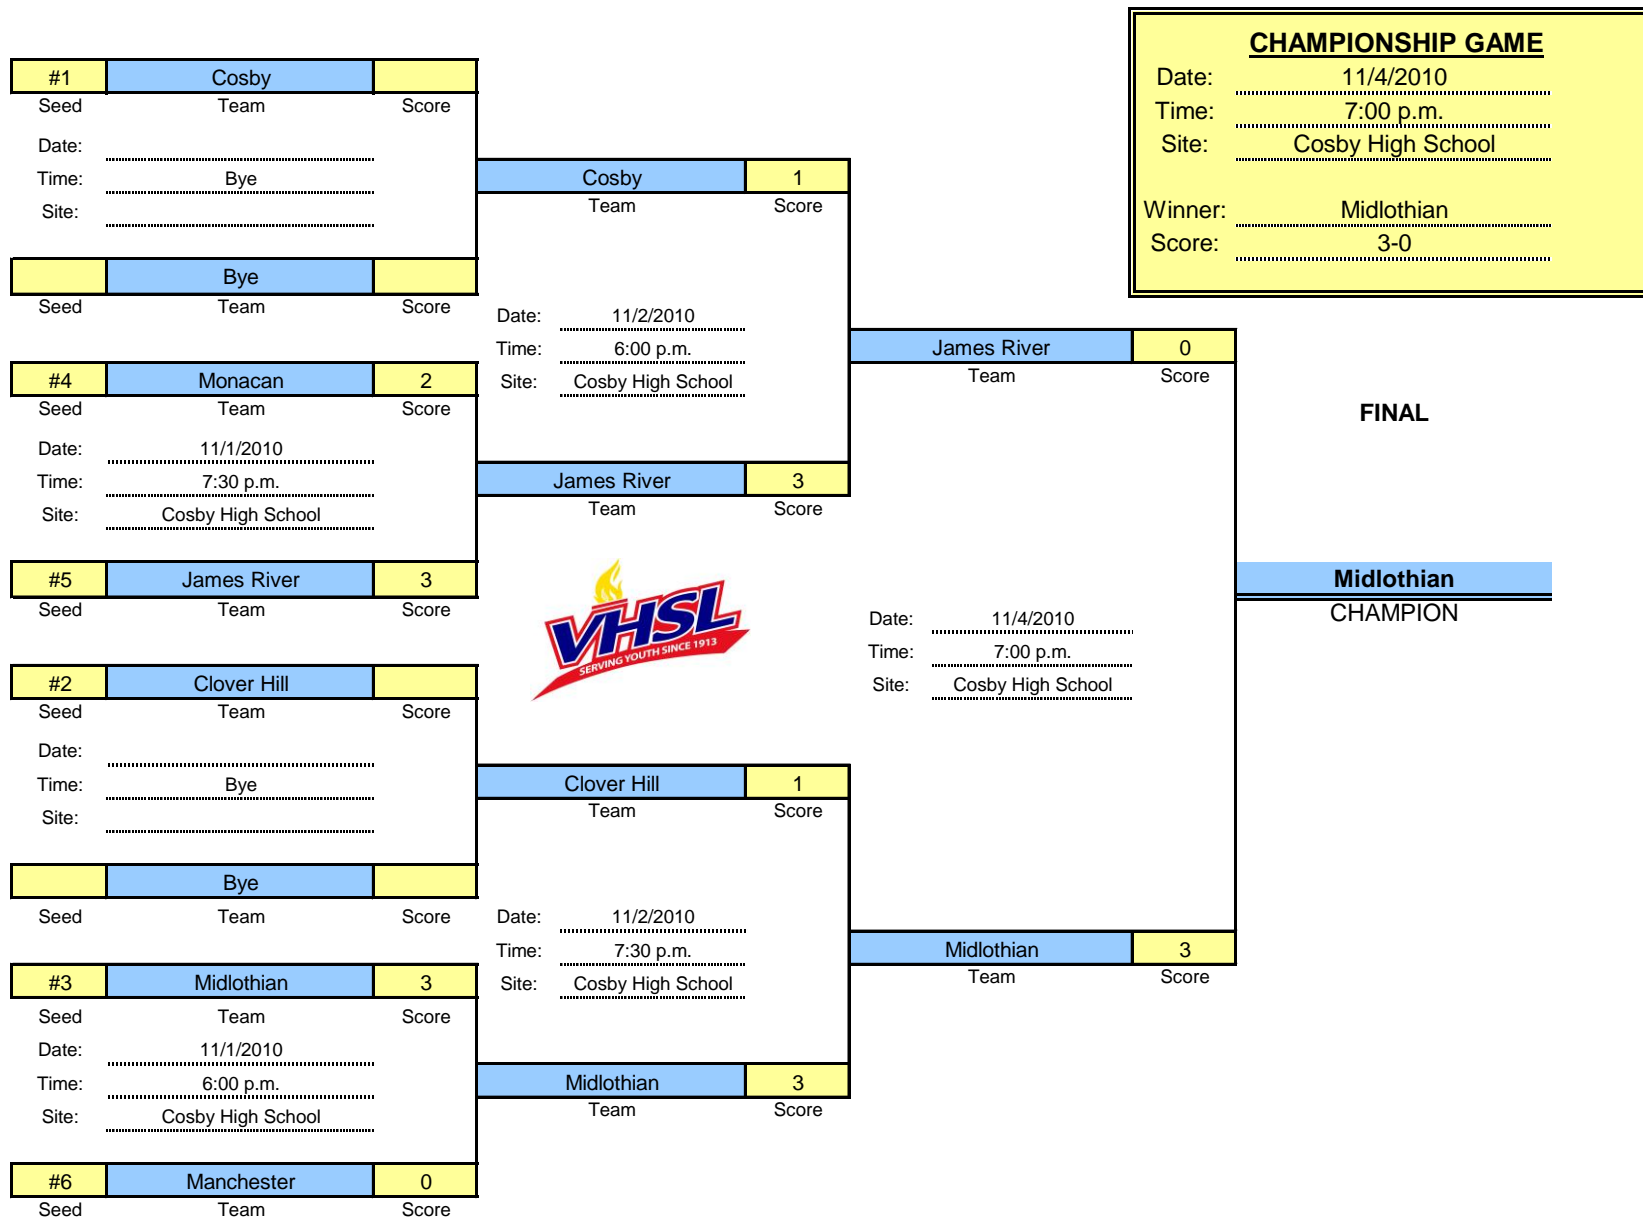 CHAMPIONSHIP GAME
Date: 11/4/2010
Time: 7:00 p.m.
Site: Cosby High School
Winner: Midlothian
Score: 3-0
#1 Cosby
Seed Team Score
Date:
Time: Bye
Site:
Bye
Seed Team Score
Cosby 1
Team Score
Date: 11/2/2010
Time: 6:00 p.m.
Site: Cosby High School
#4 Monacan 2
Seed Team Score
Date: 11/1/2010
Time: 7:30 p.m.
Site: Cosby High School
#5 James River 3
Seed Team Score
James River 3
Team Score
James River 0
Team Score
FINAL
VHSL
SERVING YOUTH SINCE 1913
Date: 11/4/2010
Time: 7:00 p.m.
Site: Cosby High School
Midlothian
CHAMPION
#2 Clover Hill
Seed Team Score
Date:
Time: Bye
Site:
Bye
Seed Team Score
Clover Hill 1
Team Score
Date: 11/2/2010
Time: 7:30 p.m.
Site: Cosby High School
Midlothian 3
Team Score
#3 Midlothian 3
Seed Team Score
Date: 11/1/2010
Time: 6:00 p.m.
Site: Cosby High School
Midlothian 3
Team Score
#6 Manchester 0
Seed Team Score